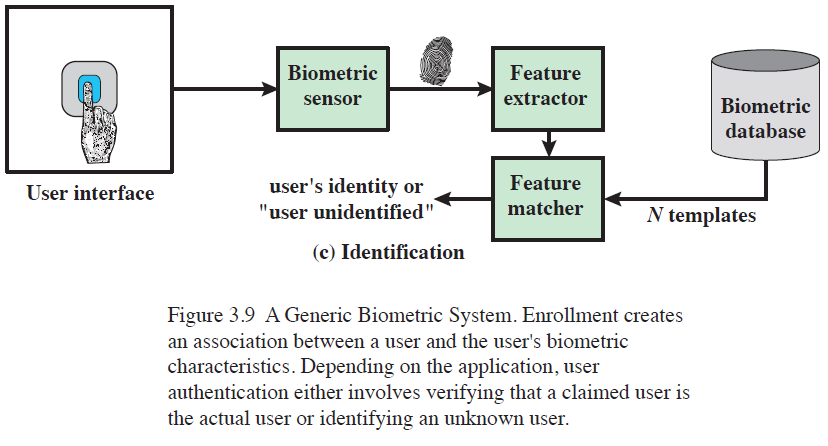 Biometric
sensor
Feature
extractor
Biometric
database
User interface
user's identity or
"user unidentified"
Feature
matcher
N templates
(c) Identification
Figure 3.9 A Generic Biometric System. Enrollment creates
an association between a user and the user's biometric
characteristics. Depending on the application, user
authentication either involves verifying that a claimed user is
the actual user or identifying an unknown user.